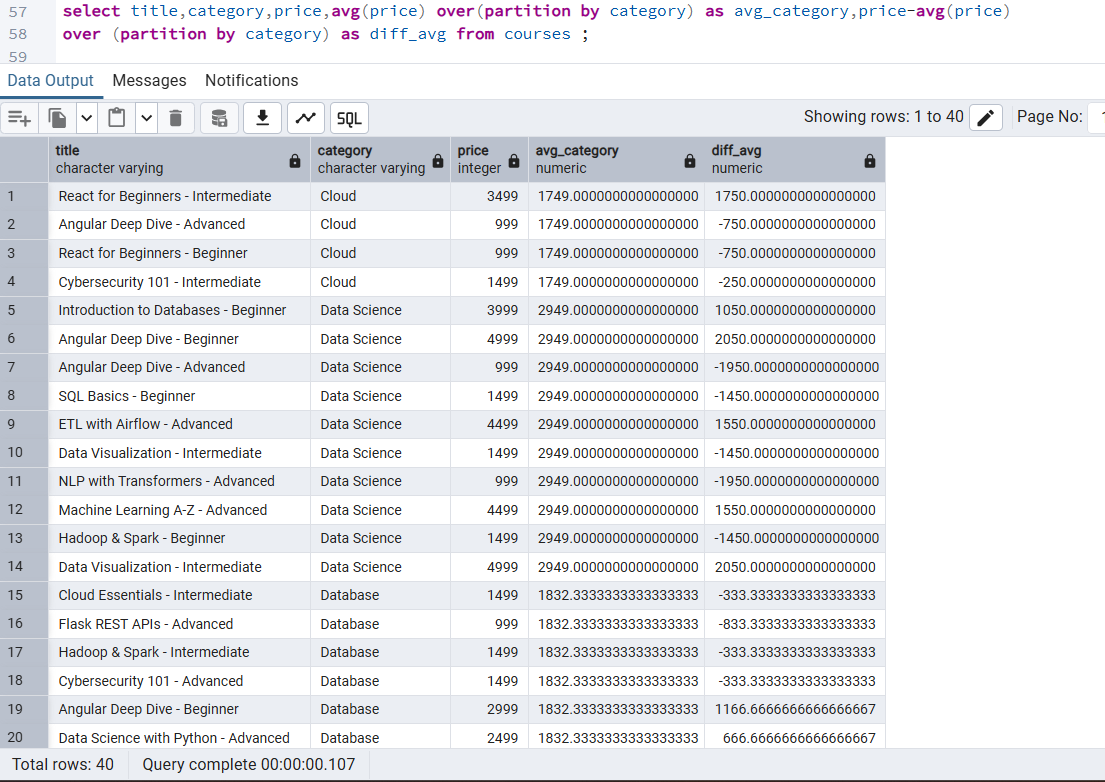 57 select title,category,price,avg(price) over(partition by category) as avg_category,price-avg(price)
58 over (partition by category) as diff_avg from courses ;
59
Data Output Messages Notifications
SQL Showing rows: 1 to 40 Page No: 1
title category price avg_category diff_avg
character varying character varying integer numeric numeric
1 React for Beginners - Intermediate Cloud 3499 1749.0000000000000000 1750.0000000000000000
2 Angular Deep Dive - Advanced Cloud 999 1749.0000000000000000 -750.0000000000000000
3 React for Beginners - Beginner Cloud 999 1749.0000000000000000 -750.0000000000000000
4 Cybersecurity 101 - Intermediate Cloud 1499 1749.0000000000000000 -250.0000000000000000
5 Introduction to Databases - Beginner Data Science 3999 2949.0000000000000000 1050.0000000000000000
6 Angular Deep Dive - Beginner Data Science 4999 2949.0000000000000000 2050.0000000000000000
7 Angular Deep Dive - Advanced Data Science 999 2949.0000000000000000 -1950.0000000000000000
8 SQL Basics - Beginner Data Science 1499 2949.0000000000000000 -1450.0000000000000000
9 ETL with Airflow - Advanced Data Science 4499 2949.0000000000000000 1550.0000000000000000
10 Data Visualization - Intermediate Data Science 1499 2949.0000000000000000 -1450.0000000000000000
11 NLP with Transformers - Advanced Data Science 999 2949.0000000000000000 -1950.0000000000000000
12 Machine Learning A-Z - Advanced Data Science 4499 2949.0000000000000000 1550.0000000000000000
13 Hadoop & Spark - Beginner Data Science 1499 2949.0000000000000000 -1450.0000000000000000
14 Data Visualization - Intermediate Data Science 4999 2949.0000000000000000 2050.0000000000000000
15 Cloud Essentials - Intermediate Database 1499 1832.3333333333333333 -333.3333333333333333
16 Flask REST APIs - Advanced Database 999 1832.3333333333333333 -833.3333333333333333
17 Hadoop & Spark - Intermediate Database 1499 1832.3333333333333333 -333.3333333333333333
18 Cybersecurity 101 - Advanced Database 1499 1832.3333333333333333 -333.3333333333333333
19 Angular Deep Dive - Beginner Database 2999 1832.3333333333333333 1166.6666666666666667
20 Data Science with Python - Advanced Database 2499 1832.3333333333333333 666.6666666666666667
Total rows: 40 Query complete 00:00:00.107